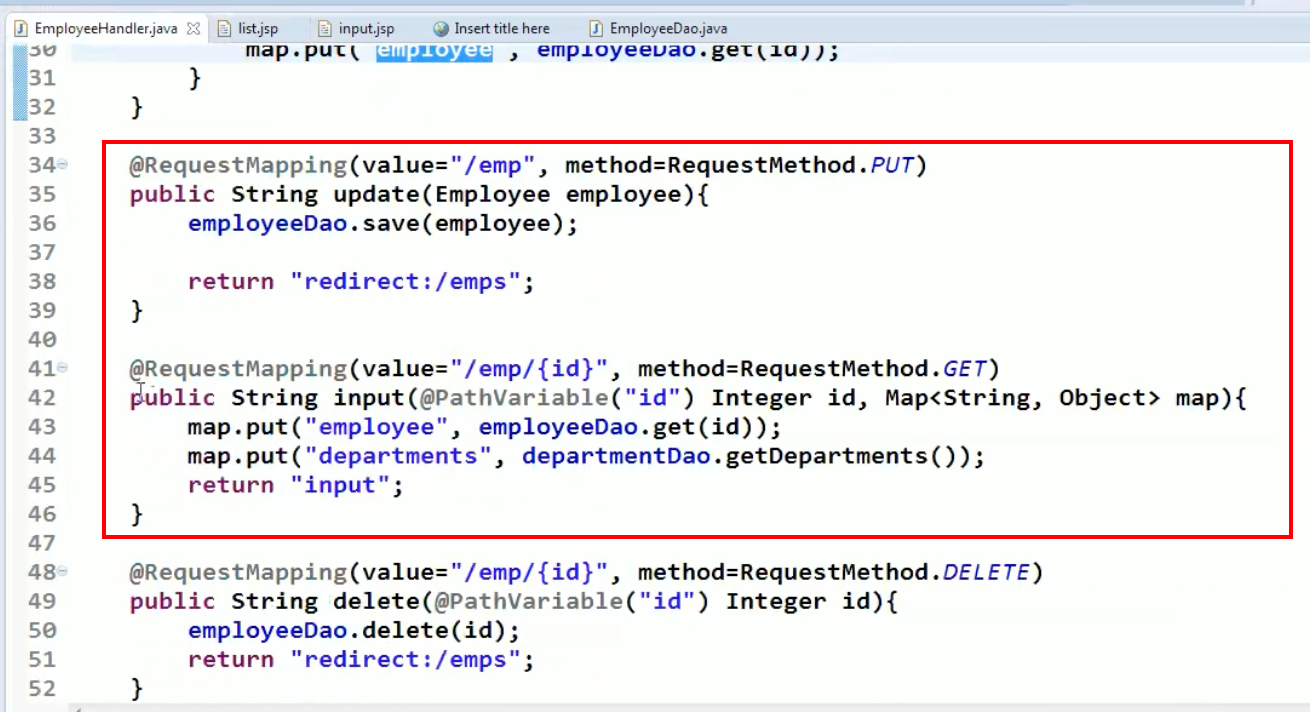 EmployeeHandler.java list.jsp input.jsp Insert title here EmployeeDao.java
30 map.put("employee", employeeDao.get(id));
31 }
32 }
33
34 @RequestMapping(value="/emp", method=RequestMethod.PUT)
35 public String update(Employee employee){
36 employeeDao.save(employee);
37
38 return "redirect:/emps";
39 }
40
41 @RequestMapping(value="/emp/{id}", method=RequestMethod.GET)
42 public String input(@PathVariable("id") Integer id, Map<String, Object> map){
43 map.put("employee", employeeDao.get(id));
44 map.put("departments", departmentDao.getDepartments());
45 return "input";
46 }
47
48 @RequestMapping(value="/emp/{id}", method=RequestMethod.DELETE)
49 public String delete(@PathVariable("id") Integer id){
50 employeeDao.delete(id);
51 return "redirect:/emps";
52 }